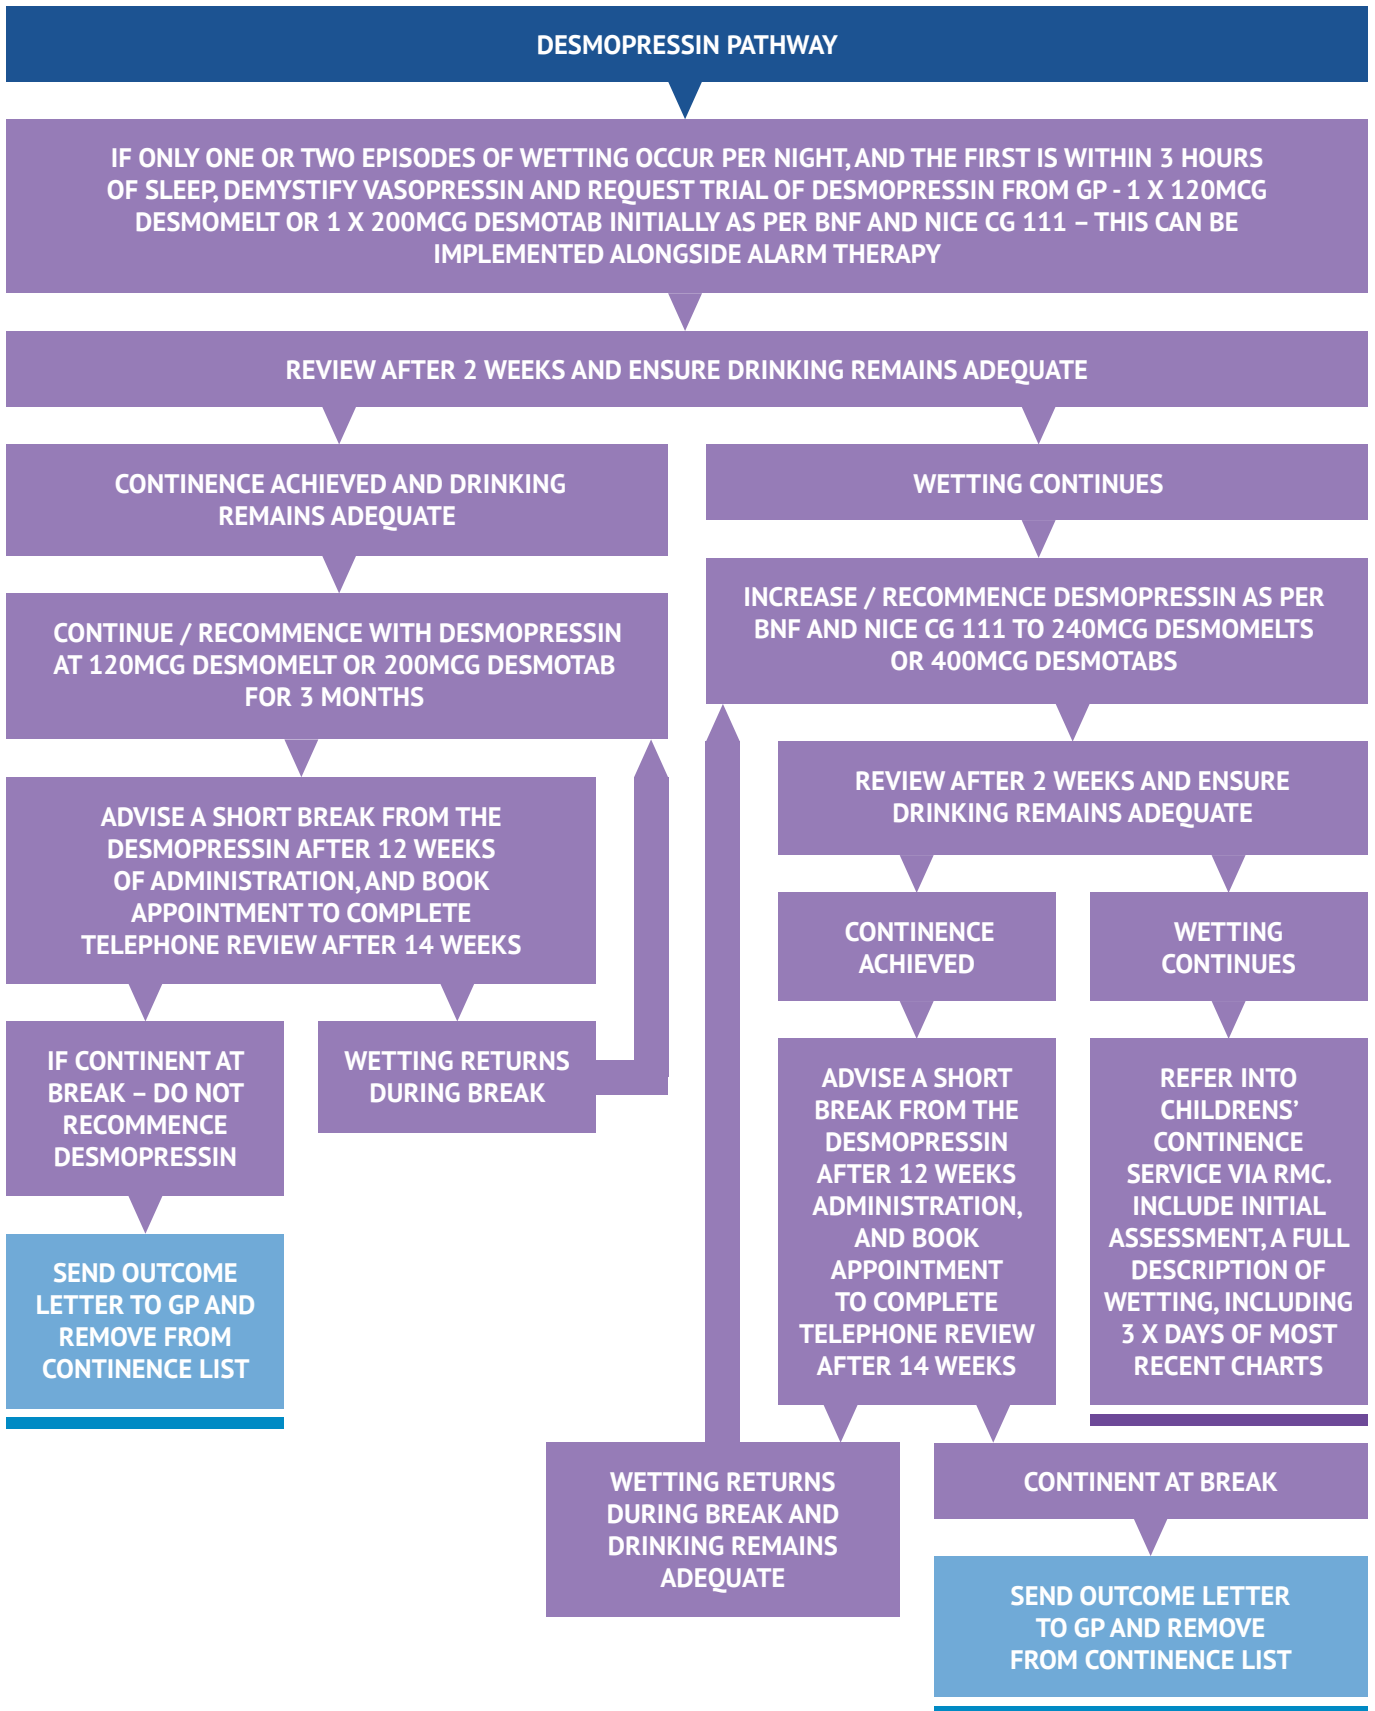 DESMOPRESSIN PATHWAY
IF ONLY ONE OR TWO EPISODES OF WETTING OCCUR PER NIGHT, AND THE FIRST IS WITHIN 3 HOURS
OF SLEEP, DEMYSTIFY VASOPRESSIN AND REQUEST TRIAL OF DESMOPRESSIN FROM GP - 1 X 120MCG
DESMOMELT OR 1 X 200MCG DESMOTAB INITIALLY AS PER BNF AND NICE CG 111 – THIS CAN BE
IMPLEMENTED ALONGSIDE ALARM THERAPY
REVIEW AFTER 2 WEEKS AND ENSURE DRINKING REMAINS ADEQUATE
CONTINENCE ACHIEVED AND DRINKING
REMAINS ADEQUATE
CONTINUE / RECOMMENCE WITH DESMOPRESSIN
AT 120MCG DESMOMELT OR 200MCG DESMOTAB
FOR 3 MONTHS
ADVISE A SHORT BREAK FROM THE
DESMOPRESSIN AFTER 12 WEEKS
OF ADMINISTRATION, AND BOOK
APPOINTMENT TO COMPLETE
TELEPHONE REVIEW AFTER 14 WEEKS
IF CONTINENT AT
BREAK – DO NOT
RECOMMENCE
DESMOPRESSIN
SEND OUTCOME
LETTER TO GP AND
REMOVE FROM
CONTINENCE LIST
WETTING RETURNS
DURING BREAK
WETTING CONTINUES
INCREASE / RECOMMENCE DESMOPRESSIN AS PER
BNF AND NICE CG 111 TO 240MCG DESMOMELTS
OR 400MCG DESMOTABS
REVIEW AFTER 2 WEEKS AND ENSURE
DRINKING REMAINS ADEQUATE
CONTINENCE
ACHIEVED
ADVISE A SHORT
BREAK FROM THE
DESMOPRESSIN
AFTER 12 WEEKS
ADMINISTRATION,
AND BOOK
APPOINTMENT
TO COMPLETE
TELEPHONE REVIEW
AFTER 14 WEEKS
WETTING
CONTINUES
REFER INTO
CHILDRENS’
CONTINENCE
SERVICE VIA RMC.
INCLUDE INITIAL
ASSESSMENT, A FULL
DESCRIPTION OF
WETTING, INCLUDING
3 X DAYS OF MOST
RECENT CHARTS
WETTING RETURNS
DURING BREAK AND
DRINKING REMAINS
ADEQUATE
CONTINENT AT BREAK
SEND OUTCOME LETTER
TO GP AND REMOVE
FROM CONTINENCE LIST